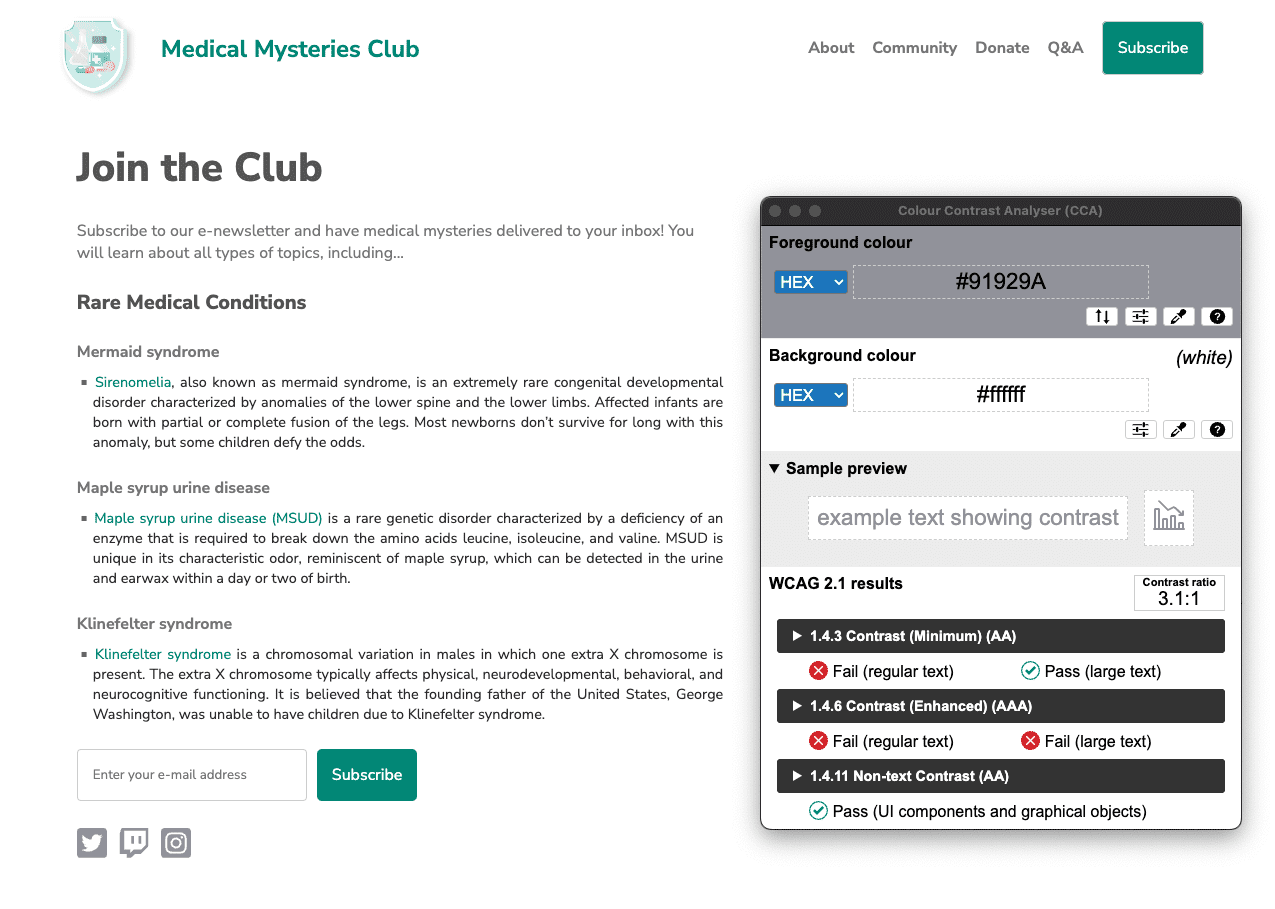 Medical Mysteries Club
About Community Donate Q&A Subscribe
Join the Club
Subscribe to our e-newsletter and have medical mysteries delivered to your inbox! You
will learn about all types of topics, including...
Rare Medical Conditions
Mermaid syndrome
▪ Sirenomelia, also known as mermaid syndrome, is an extremely rare congenital developmental
disorder characterized by anomalies of the lower spine and the lower limbs. Affected infants are
born with partial or complete fusion of the legs. Most newborns don't survive for long with this
anomaly, but some children defy the odds.
Maple syrup urine disease
▪ Maple syrup urine disease (MSUD) is a rare genetic disorder characterized by a deficiency of an
enzyme that is required to break down the amino acids leucine, isoleucine, and valine. MSUD is
unique in its characteristic odor, reminiscent of maple syrup, which can be detected in the urine
and earwax within a day or two of birth.
Klinefelter syndrome
▪ Klinefelter syndrome is a chromosomal variation in males in which one extra X chromosome is
present. The extra X chromosome typically affects physical, neurodevelopmental, behavioral, and
neurocognitive functioning. It is believed that the founding father of the United States, George
Washington, was unable to have children due to Klinefelter syndrome.
Enter your e-mail address Subscribe
Colour Contrast Analyser (CCA)
Foreground colour
HEX #91929A
Background colour (white)
HEX #ffffff
▼ Sample preview
example text showing contrast
WCAG 2.1 results
Contrast ratio
3.1:1
1.4.3 Contrast (Minimum) (AA)
Fail (regular text) Pass (large text)
1.4.6 Contrast (Enhanced) (AAA)
Fail (regular text) Fail (large text)
1.4.11 Non-text Contrast (AA)
Pass (UI components and graphical objects)